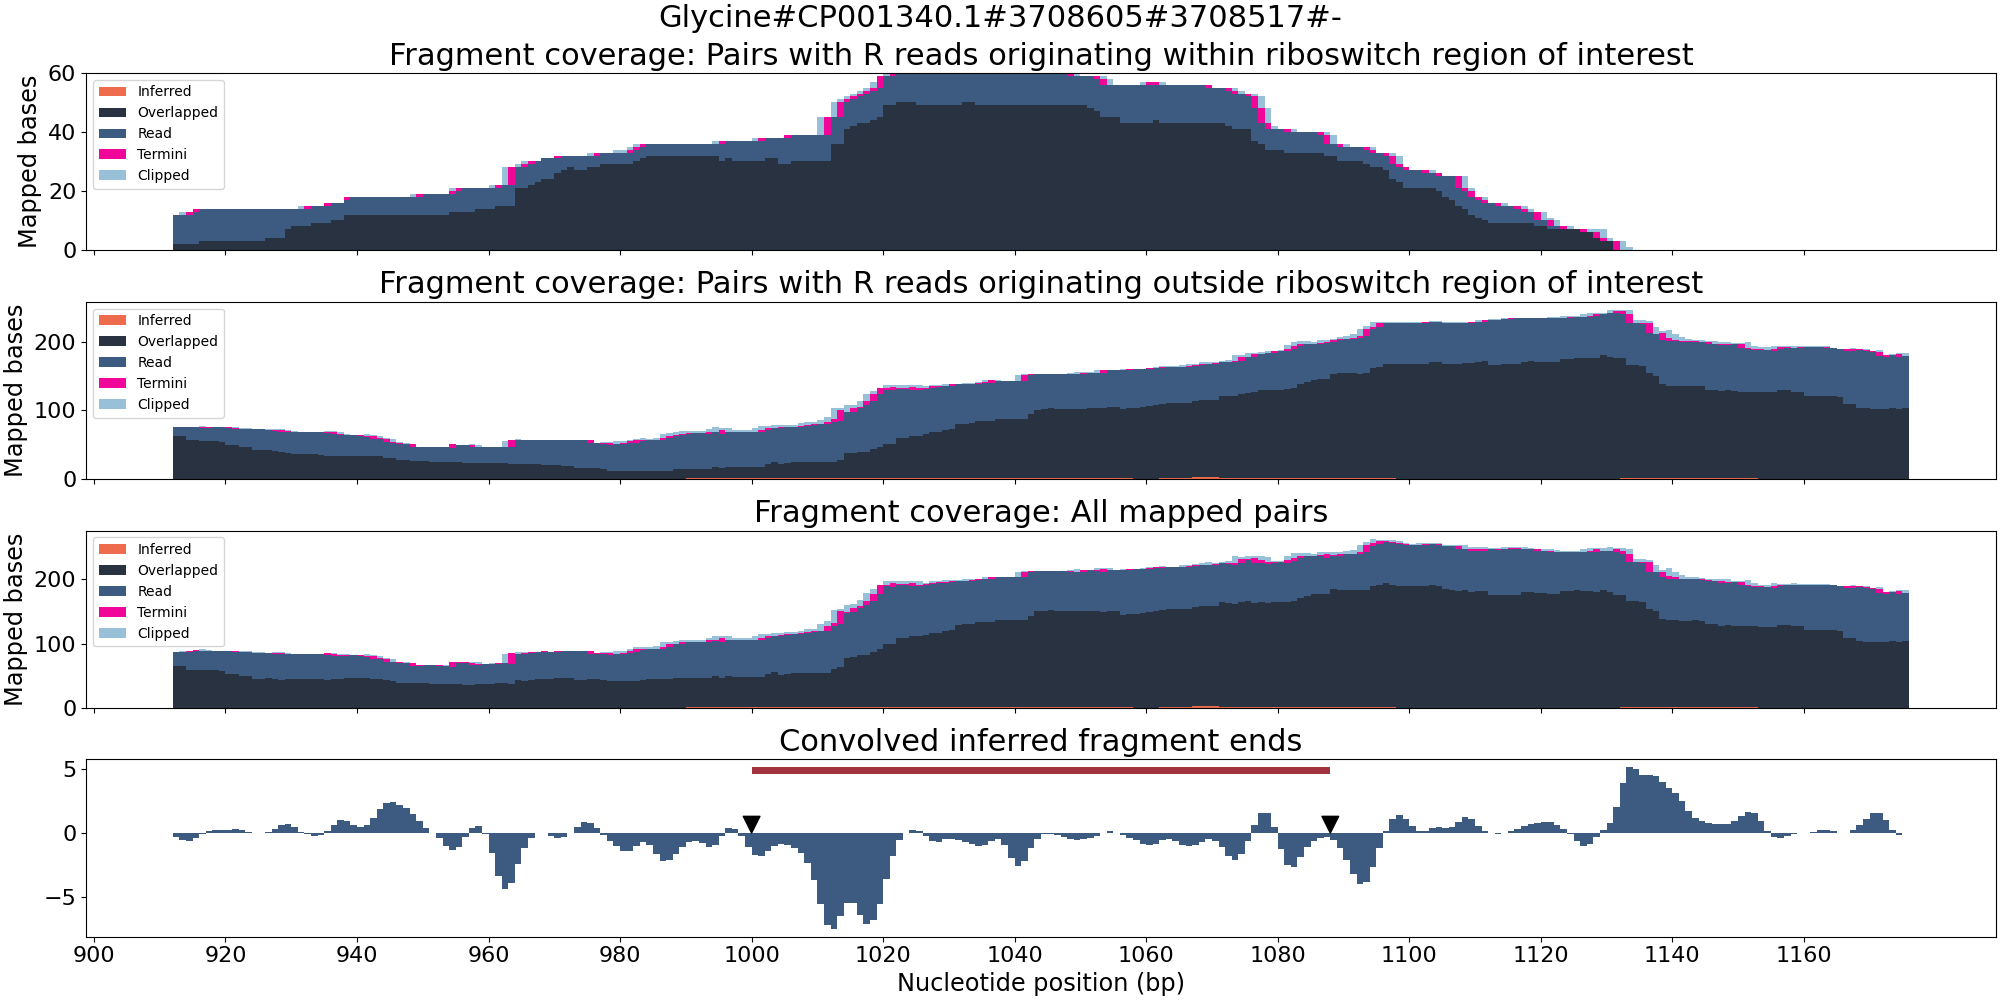 Glycine#CP001340.1#3708605#3708517#-
Fragment coverage: Pairs with R reads originating within riboswitch region of interest
Mapped bases
60
40
20
0
Inferred
Overlapped
Read
Termini
Clipped
Fragment coverage: Pairs with R reads originating outside riboswitch region of interest
Mapped bases
200
100
0
Inferred
Overlapped
Read
Termini
Clipped
Fragment coverage: All mapped pairs
Mapped bases
200
100
0
Inferred
Overlapped
Read
Termini
Clipped
Convolved inferred fragment ends
5
0
−5
900 920 940 960 980 1000 1020 1040 1060 1080 1100 1120 1140 1160
Nucleotide position (bp)